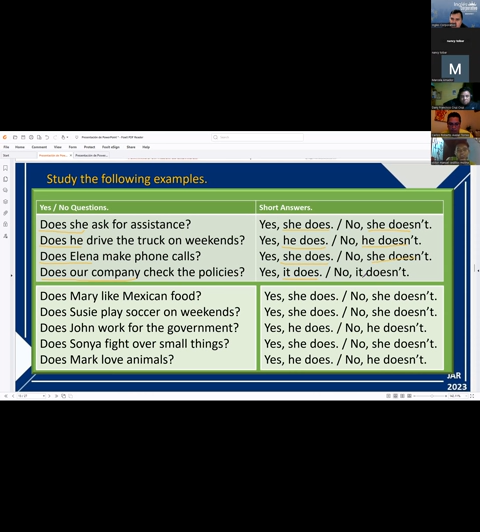 File Home Comment View Form Protect Foxit eSign Share Help
Start
Study the following examples.
Yes / No Questions. Short Answers.
Does she ask for assistance? Yes, she does. / No, she doesn't.
Does he drive the truck on weekends? Yes, he does. / No, he doesn't.
Does Elena make phone calls? Yes, she does. / No, she doesn't.
Does our company check the policies? Yes, it does. / No, it doesn't.
Does Mary like Mexican food? Yes, she does. / No, she doesn't.
Does Susie play soccer on weekends? Yes, she does. / No, she doesn't.
Does John work for the government? Yes, he does. / No, he doesn't.
Does Sonya fight over small things? Yes, she does. / No, she doesn't.
Does Mark love animals? Yes, he does. / No, he doesn't.
2023
M